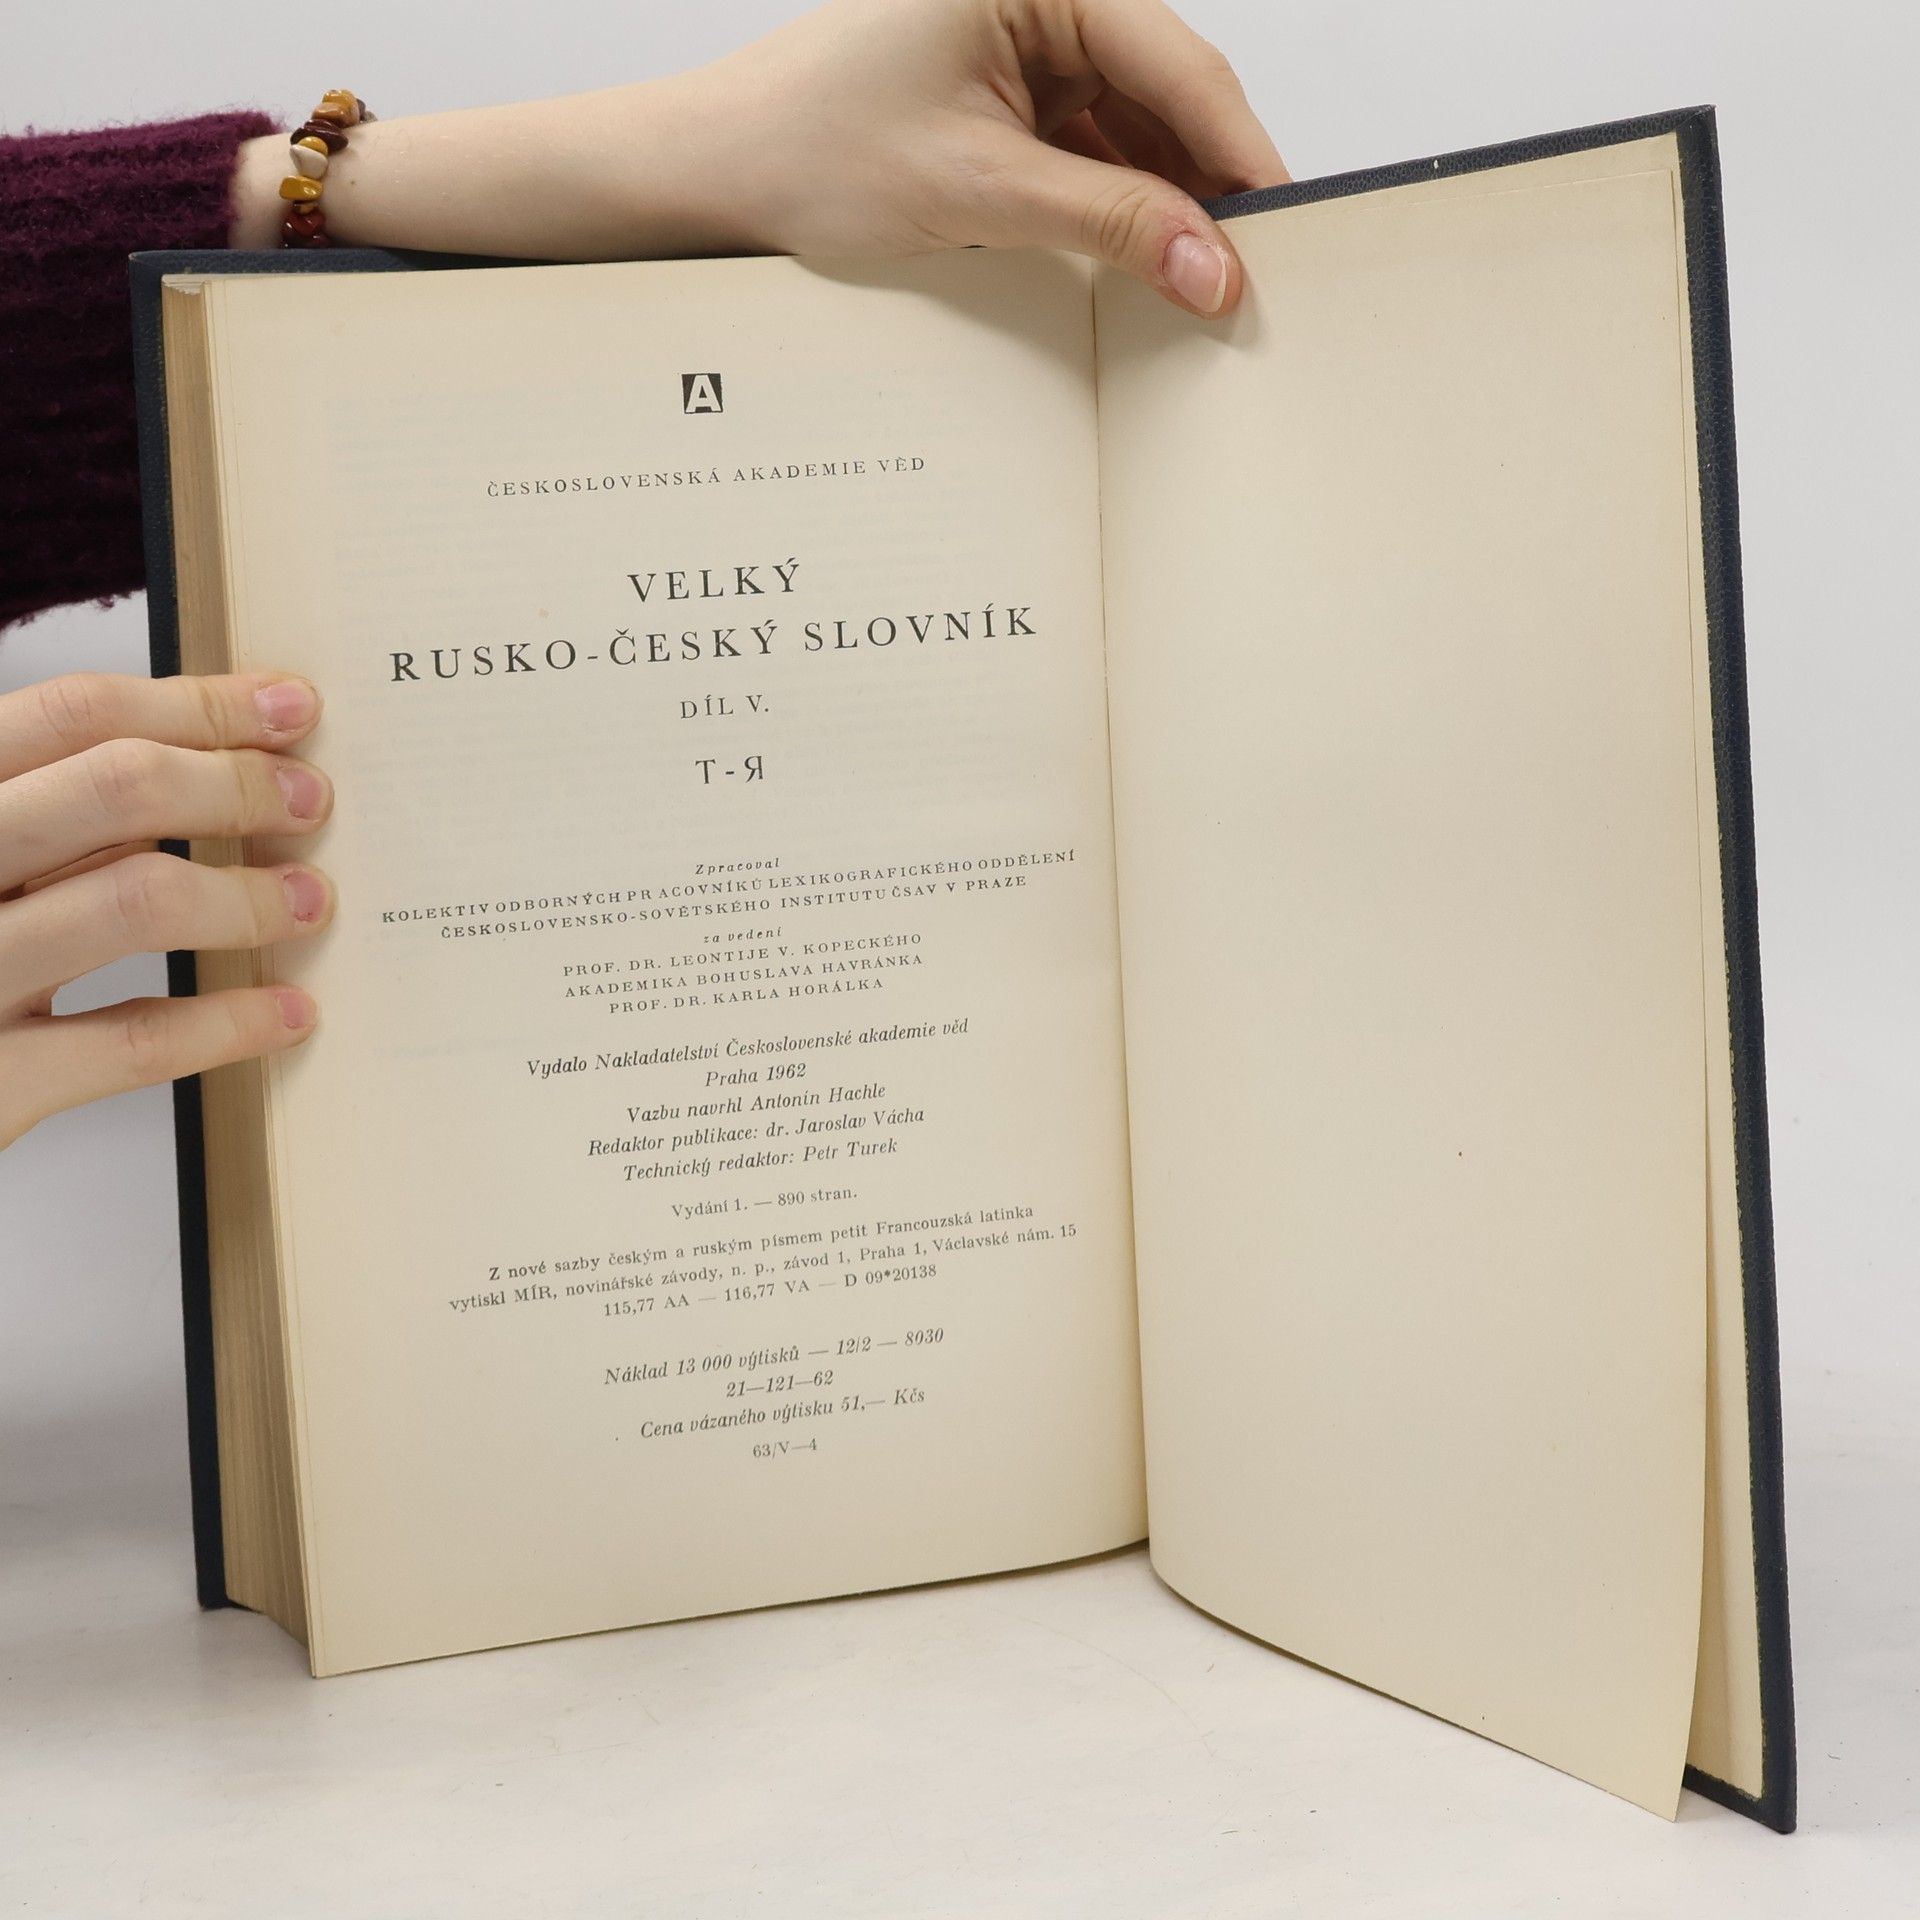 A
ČESKOSLOVENSKÁ AKADEMIE VĚD
VELKÝ
RUSKO-ČESKÝ SLOVNÍK
DÍL V.
Т-Я
Zpracoval
KOLEKTIV ODBORNÝCH PRACOVNÍKŮ LEXIKOGRAFICKÉHO ODDĚLENÍ
ČESKOSLOVENSKO-SOVĚTSKÉHO INSTITUTU ČSAV V PRAZE
za vedení
PROF. DR. LEONTIJE V. KOPECKÉHO
AKADEMIKA BOHUSLAVA HAVRÁNKA
PROF. DR. KARLA HORÁLKA
Vydalo Nakladatelství Československé akademie věd
Praha 1962
Vazbu navrhl Antonín Hachle
Redaktor publikace: dr. Jaroslav Vácha
Technický redaktor: Petr Turek
Vydání 1. — 890 stran.
Z nové sazby českým a ruským písmem petit Francouzská latinka
vytiskl MÍR, novinářské závody, n. p., závod 1, Praha 1, Václavské nám. 15
115,77 AA — 116,77 VA — D 09*20138
Náklad 13 000 výtisků — 12/2 — 8030
21—121—62
Cena vázaného výtisku 51,— Kčs
63/V—4